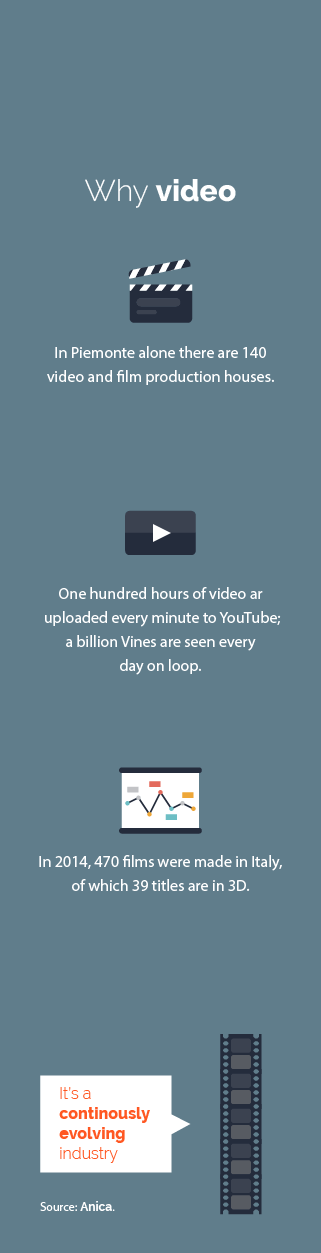 Why video
In Piemonte alone there are 140
video and film production houses.
One hundred hours of video ar
uploaded every minute to YouTube;
a billion Vines are seen every
day on loop.
In 2014, 470 films were made in Italy,
of which 39 titles are in 3D.
It's a
continously
evolving
industry
Source: Anica.